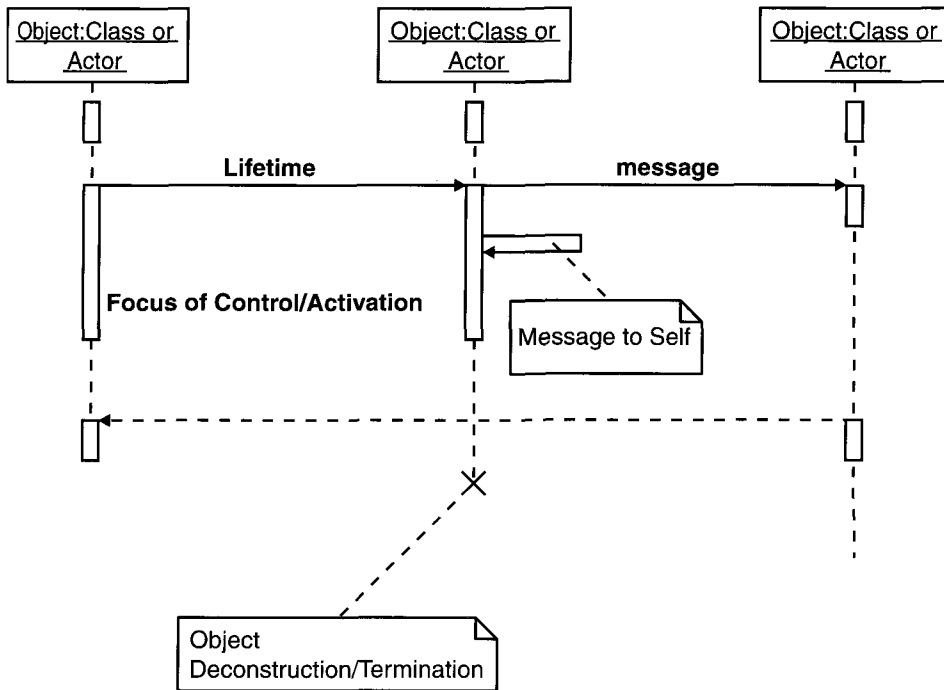 Object:Class or
Actor
Object:Class or
Actor
Object:Class or
Actor
Lifetime
message
Focus of Control/Activation
Message to Self
Object
Deconstruction/Termination